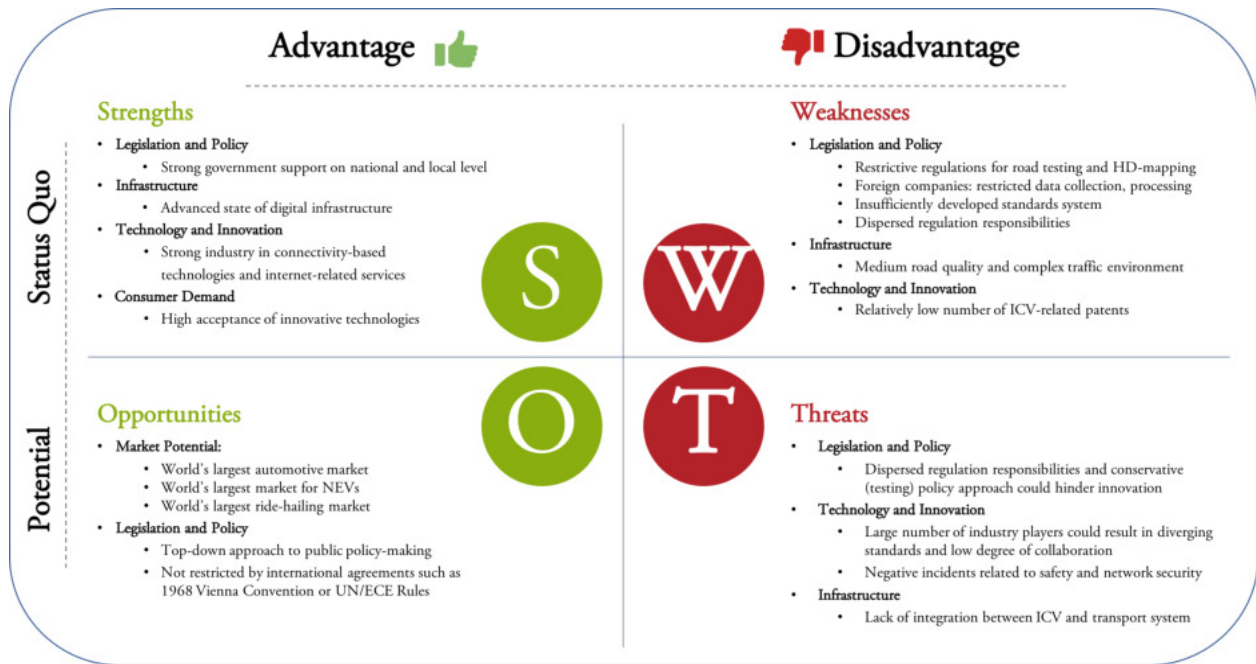 Advantage
Disadvantage
Status Quo
Potential
Strengths
• Legislation and Policy
• Strong government support on national and local level
• Infrastructure
• Advanced state of digital infrastructure
• Technology and Innovation
• Strong industry in connectivity-based
technologies and internet-related services
• Consumer Demand
• High acceptance of innovative technologies
S
Weaknesses
• Legislation and Policy
• Restrictive regulations for road testing and HD-mapping
• Foreign companies: restricted data collection, processing
• Insufficiently developed standards system
• Dispersed regulation responsibilities
• Infrastructure
• Medium road quality and complex traffic environment
• Technology and Innovation
• Relatively low number of ICV-related patents
W
Opportunities
• Market Potential:
• World's largest automotive market
• World's largest market for NEVs
• World's largest ride-hailing market
• Legislation and Policy
• Top-down approach to public policy-making
• Not restricted by international agreements such as
1968 Vienna Convention or UN/ECE Rules
O
Threats
• Legislation and Policy
• Dispersed regulation responsibilities and conservative
(testing) policy approach could hinder innovation
• Technology and Innovation
• Large number of industry players could result in diverging
standards and low degree of collaboration
• Negative incidents related to safety and network security
• Infrastructure
• Lack of integration between ICV and transport system
T